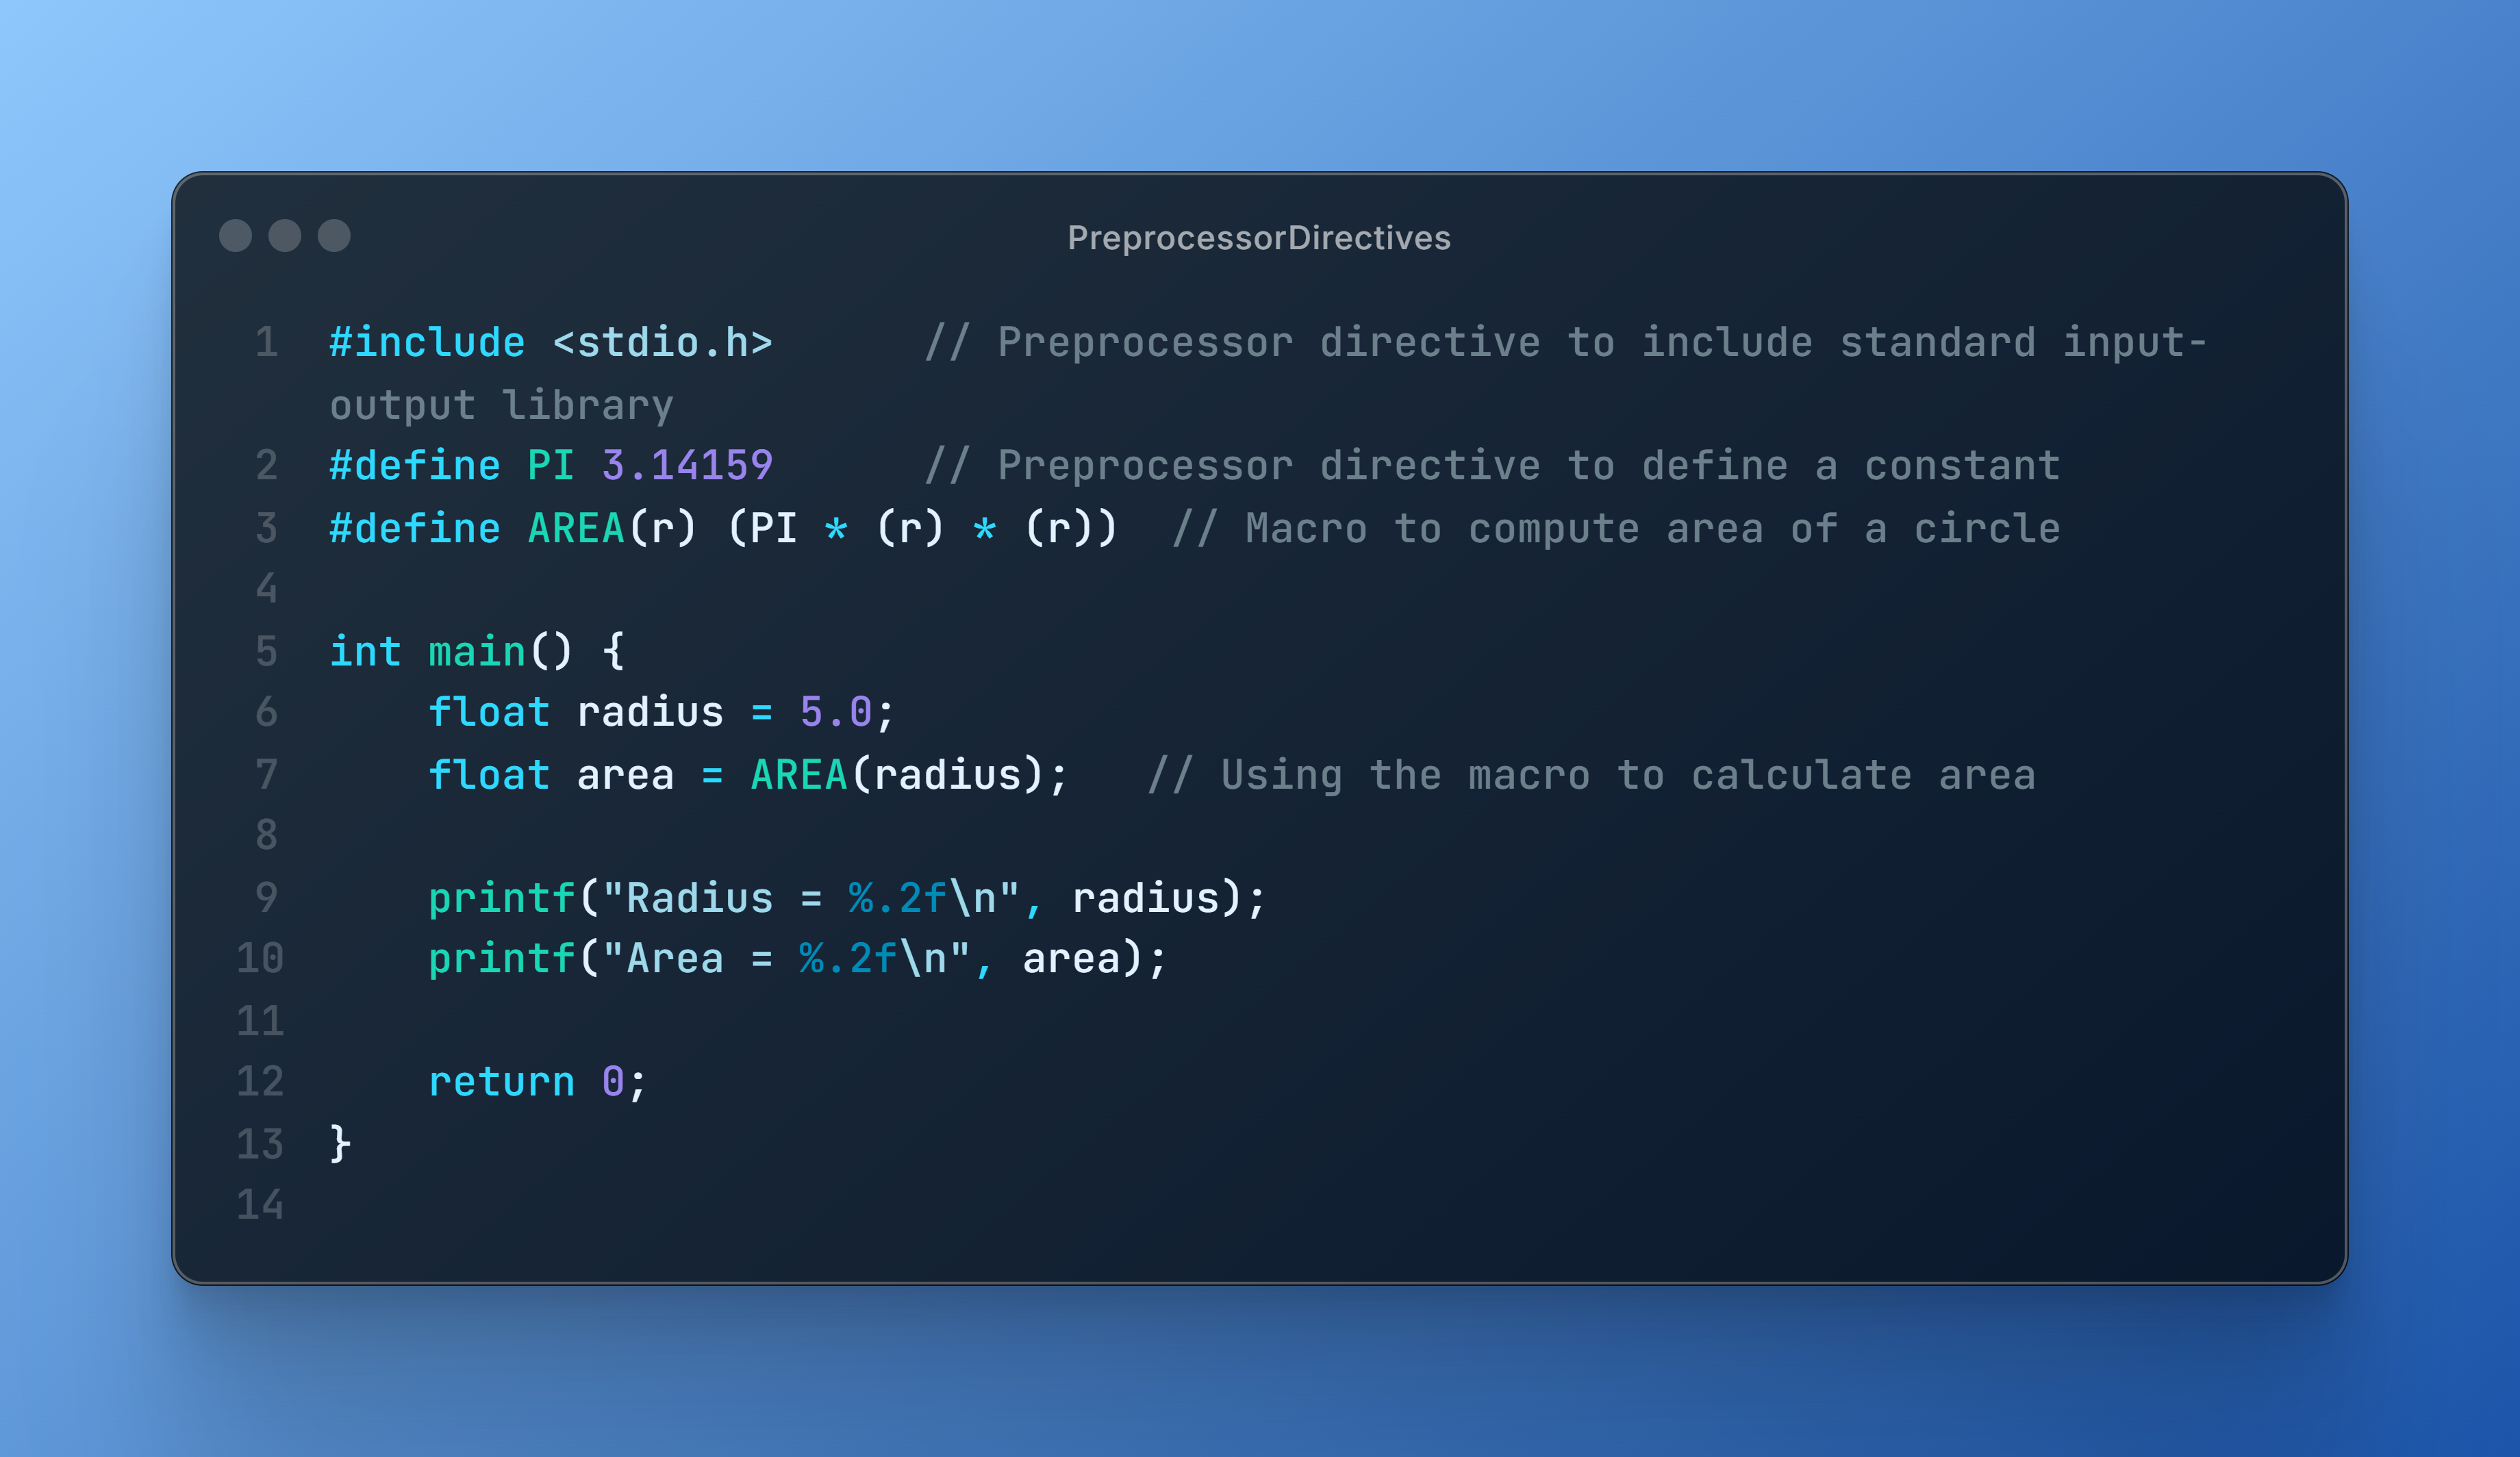 PreprocessorDirectives
1 #include <stdio.h>      // Preprocessor directive to include standard input-
output library
2 #define PI 3.14159      // Preprocessor directive to define a constant
3 #define AREA(r) (PI * (r) * (r))  // Macro to compute area of a circle
4
5 int main() {
6     float radius = 5.0;
7     float area = AREA(radius);   // Using the macro to calculate area
8
9     printf("Radius = %.2f\n", radius);
10     printf("Area = %.2f\n", area);
11
12     return 0;
13 }
14